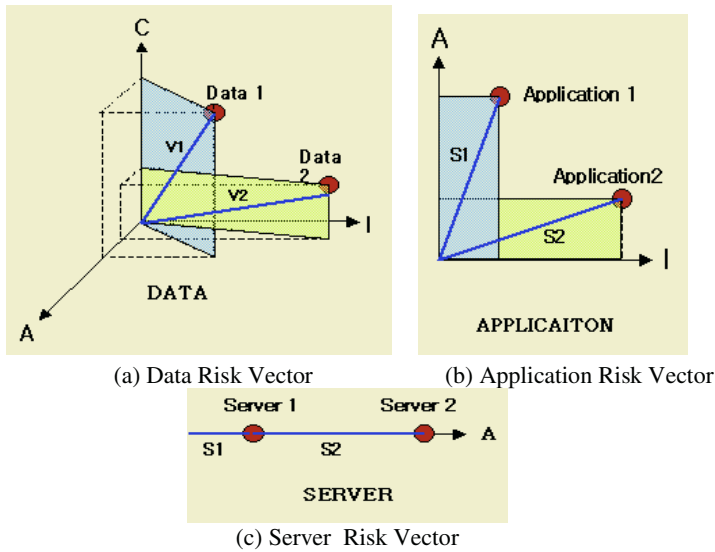 C
Data 1
V1
Data
2
V2
I
A
DATA
A
Application 1
S1
Application2
S2
I
APPLICAITON
(a) Data Risk Vector
(b) Application Risk Vector
Server 1
Server 2
A
S1
S2
SERVER
(c) Server Risk Vector